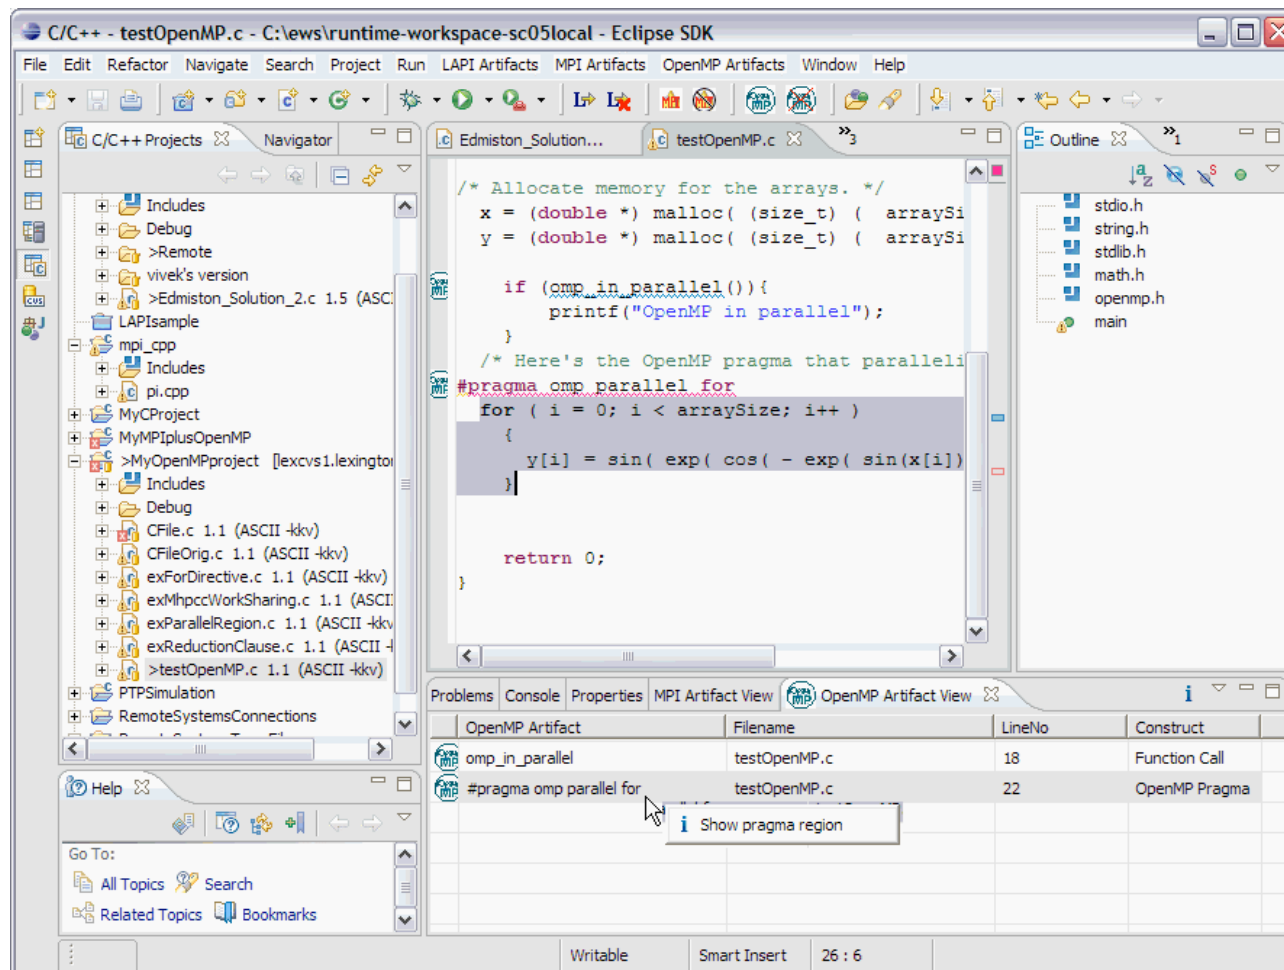 C/C++ - testOpenMP.c - C:\ews\runtime-workspace-sc05local - Eclipse SDK
File Edit Refactor Navigate Search Project Run LAPI Artifacts MPI Artifacts OpenMP Artifacts Window Help
C/C++ Projects Navigator
Includes
Debug
>Remote
vivek's version
>Edmiston_Solution_2.c 1.5 (ASC
LAPIsample
mpi_cpp
Includes
pi.cpp
MyCProject
MyMPIplusOpenMP
>MyOpenMPproject [lexcvs1.lexingto
Includes
Debug
CFile.c 1.1 (ASCII -kkv)
CFileOrig.c 1.1 (ASCII -kkv)
exForDirective.c 1.1 (ASCII -kkv)
exMhpccWorkSharing.c 1.1 (ASCI
exParallelRegion.c 1.1 (ASCII -kkv
exReductionClause.c 1.1 (ASCII -k
>testOpenMP.c 1.1 (ASCII -kkv)
PTPSimulation
RemoteSystemsConnections
Edmiston_Solution... testOpenMP.c »3
/* Allocate memory for the arrays. */
x = (double *) malloc( (size_t) ( arraySi
y = (double *) malloc( (size_t) ( arraySi
if (omp_in_parallel()){
printf("OpenMP in parallel");
}
/* Here's the OpenMP pragma that paralleli
#pragma omp parallel for
for ( i = 0; i < arraySize; i++ )
{
y[i] = sin( exp( cos( - exp( sin(x[i])
}
return 0;
}
Outline »1
stdio.h
string.h
stdlib.h
math.h
openmp.h
main
Help
Go To:
All Topics Search
Related Topics Bookmarks
Problems Console Properties MPI Artifact View OpenMP Artifact View
OpenMP Artifact Filename LineNo Construct
omp_in_parallel testOpenMP.c 18 Function Call
#pragma omp parallel for testOpenMP.c 22 OpenMP Pragma
Show pragma region
Writable Smart Insert 26 : 6